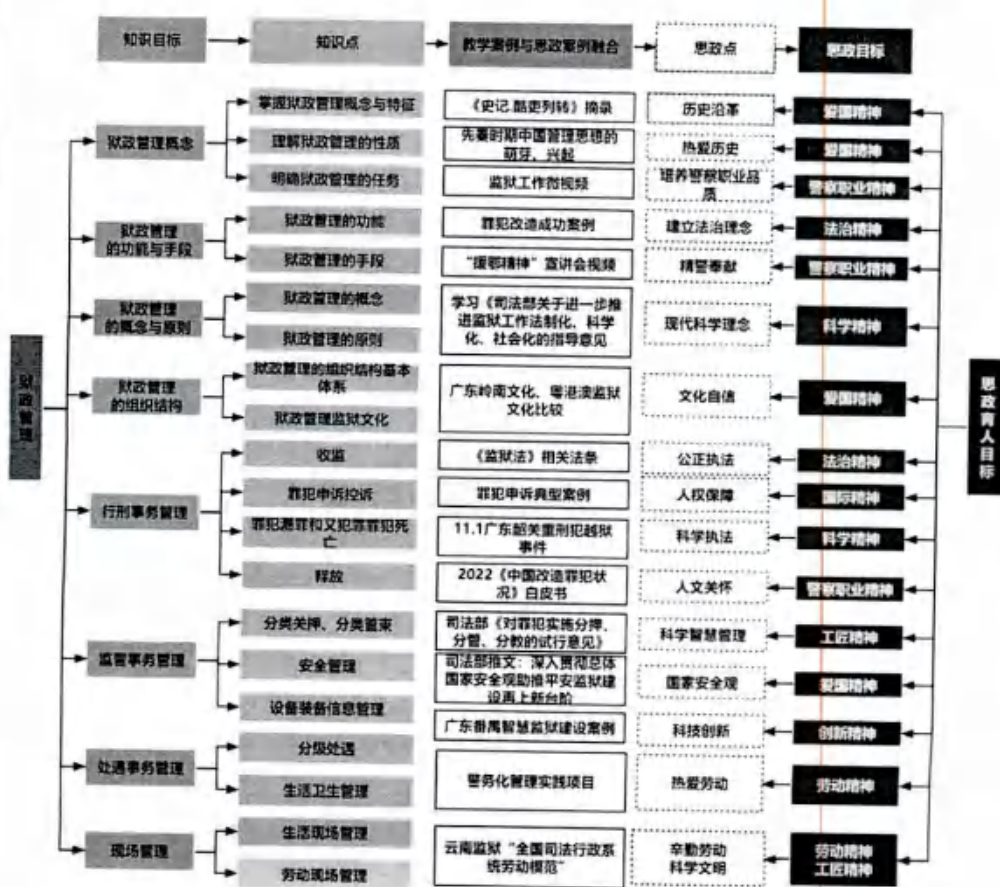 知识目标
知识点
教学案例与思政案例融合
思政点
思政目标
狱政管理
狱政管理概念
掌握狱政管理概念与特征
《史记.酷吏列转》摘录
历史沿革
爱国精神
理解狱政管理的性质
先秦时期中国管理思想的
萌芽、兴起
热爱历史
爱国精神
明确狱政管理的任务
监狱工作微视频
培养警察职业品
质
警察职业精神
狱政管理
的功能与手段
狱政管理的功能
罪犯改造成功案例
建立法治理念
法治精神
狱政管理的手段
精神”宣讲会视频
精警奉献
警察职业精神
狱政管理
的概念与原则
狱政管理的概念
狱政管理的原则
学习《司法部关于进一步推
进监狱工作法制化、科学
化、社会化的指导意见
现代科学理念
科学精神
狱政管理
的组织结构
狱政管理的组织结构基本
体系
狱政管理监狱文化
广东岭南文化、粤港澳监狱
文化比较
文化自信
爱国精神
行刑事务管理
收监
《监狱法》相关法条
公正执法
法治精神
罪犯申诉控诉
罪犯申诉典型案例
人权保障
国际精神
罪犯漏罪和又犯罪罪犯死
亡
11.1广东韶关重刑犯越狱
事件
科学执法
科学精神
释放
2022《中国改造罪犯状
况》白皮书
人文关怀
警察职业精神
监管事务管理
分类关押、分类管束
司法部《对罪犯实施分押、
分管、分教的试行意见》
科学智慧管理
工匠精神
安全管理
司法部推文：深入贯彻总体
国家安全观助推平安监狱建
设再上新台阶
国家安全观
爱国精神
设备装备信息管理
广东番禺智慧监狱建设案例
科技创新
创新精神
处遇事务管理
分级处遇
生活卫生管理
警务化管理实践项目
热爱劳动
劳动精神
现场管理
生活现场管理
劳动现场管理
云南监狱“全国司法行政系
统劳动模范”
辛勤劳动
科学文明
劳动精神
工匠精神
思政育人目标